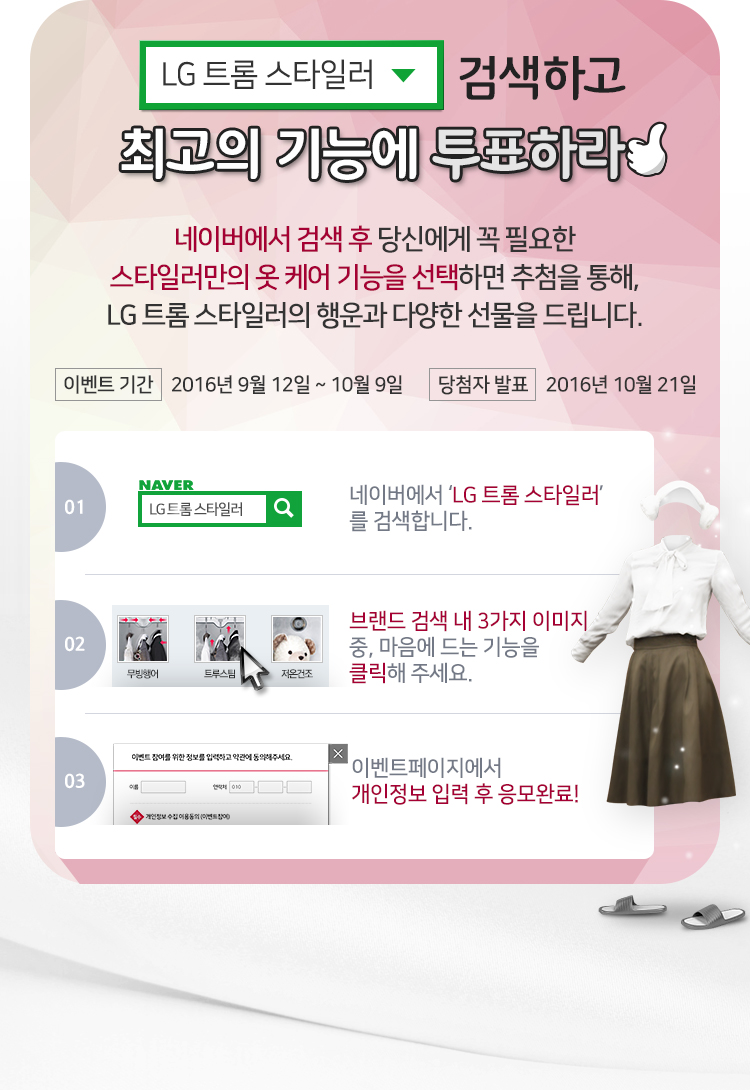 LG 트롬 스타일러 검색하고
최고의 기능에 투표하라
네이버에서 검색 후 당신에게 꼭 필요한
스타일러만의 옷 케어 기능을 선택하면 추첨을 통해,
LG 트롬 스타일러의 행운과 다양한 선물을 드립니다.
이벤트 기간 2016년 9월 12일 ~ 10월 9일 당첨자 발표 2016년 10월 21일
01
NAVER
LG 트롬 스타일러
네이버에서 ‘LG 트롬 스타일러’
를 검색합니다.
02
무빙행어 트루스팀 저온건조
브랜드 검색 내 3가지 이미지
중, 마음에 드는 기능을
클릭해 주세요.
03
이벤트 참여를 위한 정보를 입력하고 약관에 동의해주세요.
이름 연락처 010
필수 개인정보 수집 이용동의 (이벤트참여)
이벤트페이지에서
개인정보 입력 후 응모완료!